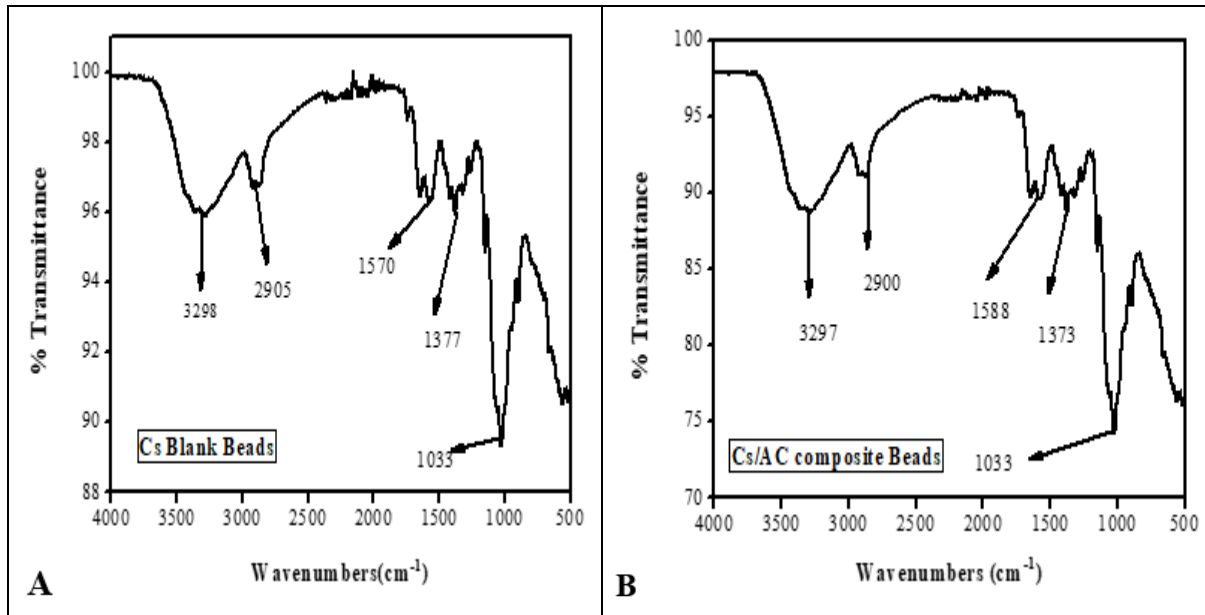 100
98
96
94
92
90
88
% Transmittance
3298
2905
1570
1377
1033
Cs Blank Beads
4000 3500 3000 2500 2000 1500 1000 500
Wavenumbers(cm⁻¹)
A
100
95
90
85
80
75
70
% Transmittance
3297
2900
1588
1373
1033
Cs/AC composite Beads
4000 3500 3000 2500 2000 1500 1000 500
Wavenumbers (cm⁻¹)
B